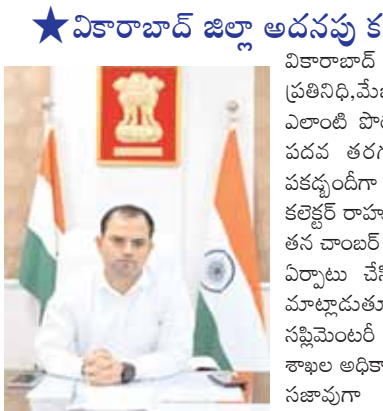 ★వికారాబాద్ జిల్లా అదనపు క
వికారాబాద్
ప్రతినిధి,మేజ
ఎలాంటి పొర
పదవ తరగ
పకడ్బందీగా
కలెక్టర్ రాహు
తన చాంబర్
ఏర్పాటు చేసి
మాట్లాడుతూ
సప్లిమెంటరీ
శాఖల అధికా
సజావుగా